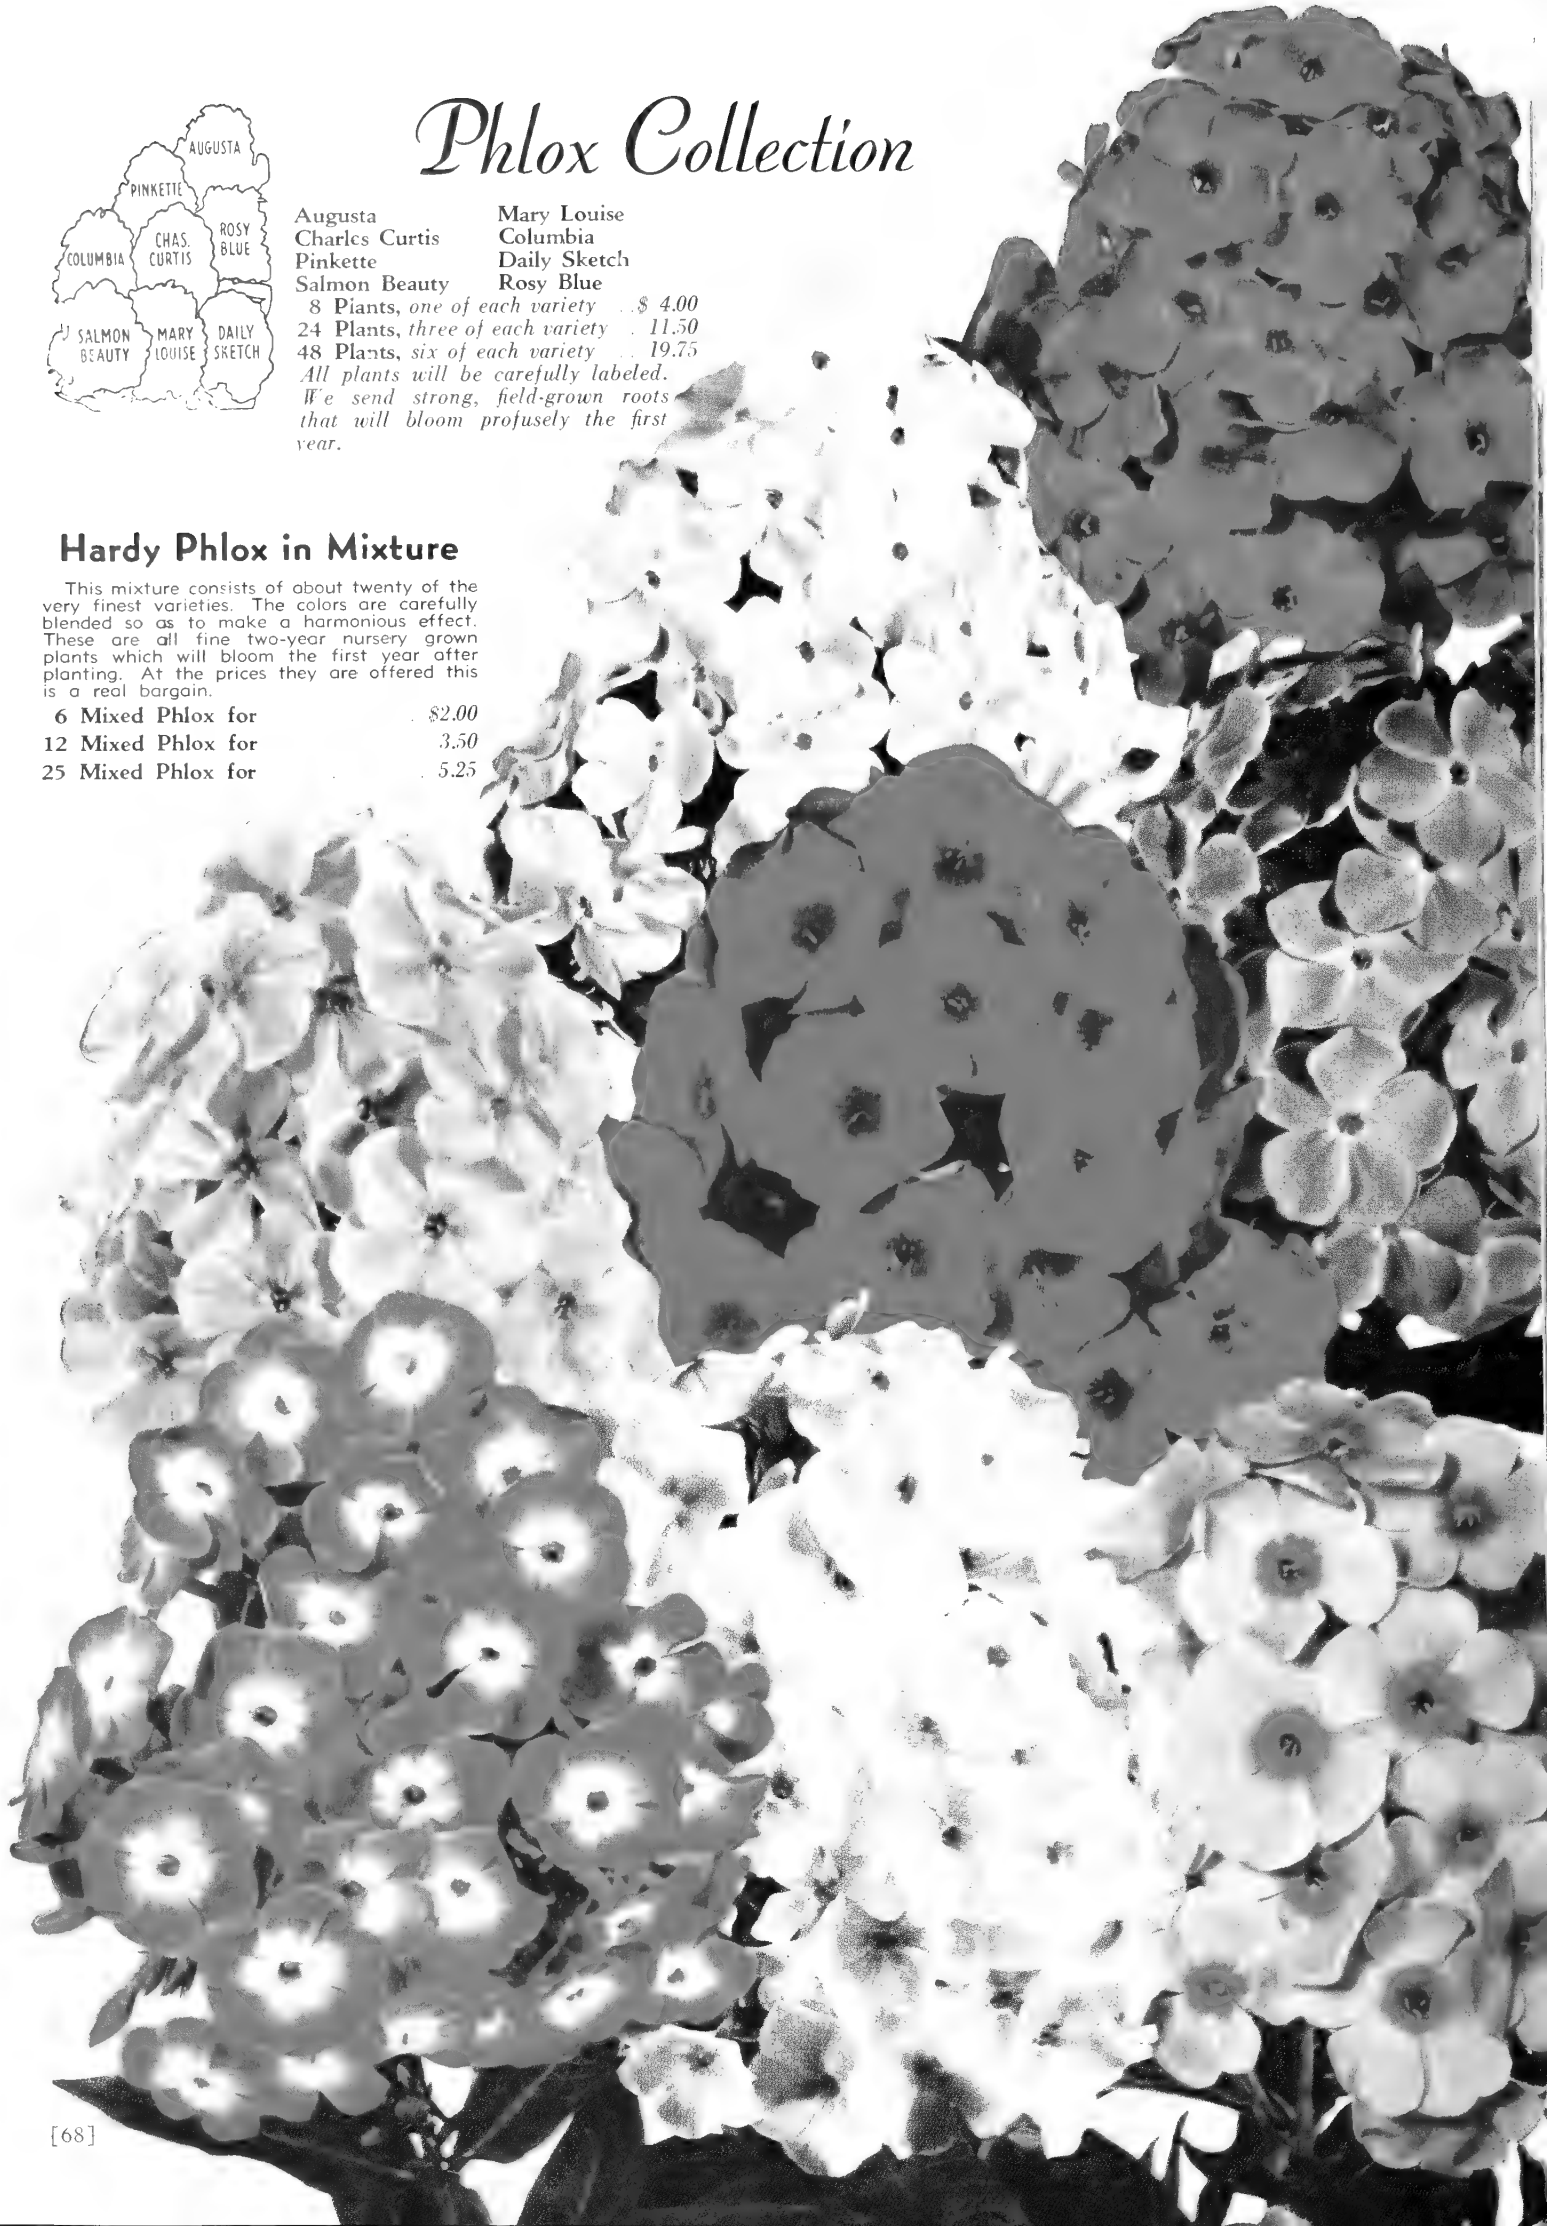 Phlox Collection
AUGUSTA
PINKETTE
ROSY
BLUE
CHAS.
CURTIS
COLUMBIA
SALMON
BEAUTY
MARY
LOUISE
DAILY
SKETCH
Augusta Mary Louise
Charles Curtis Columbia
Pinkette Daily Sketch
Salmon Beauty Rosy Blue
8 Plants, one of each variety . . $ 4.00
24 Plants, three of each variety . 11.50
48 Plants, six of each variety . . 19.75
All plants will be carefully labeled.
We send strong, field-grown roots
that will bloom profusely the first
year.
Hardy Phlox in Mixture
This mixture consists of about twenty of the
very finest varieties. The colors are carefully
blended so as to make a harmonious effect.
These are all fine two-year nursery grown
plants which will bloom the first year after
planting. At the prices they are offered this
is a real bargain.
6 Mixed Phlox for . $2.00
12 Mixed Phlox for 3.50
25 Mixed Phlox for . . 5.25
[68]